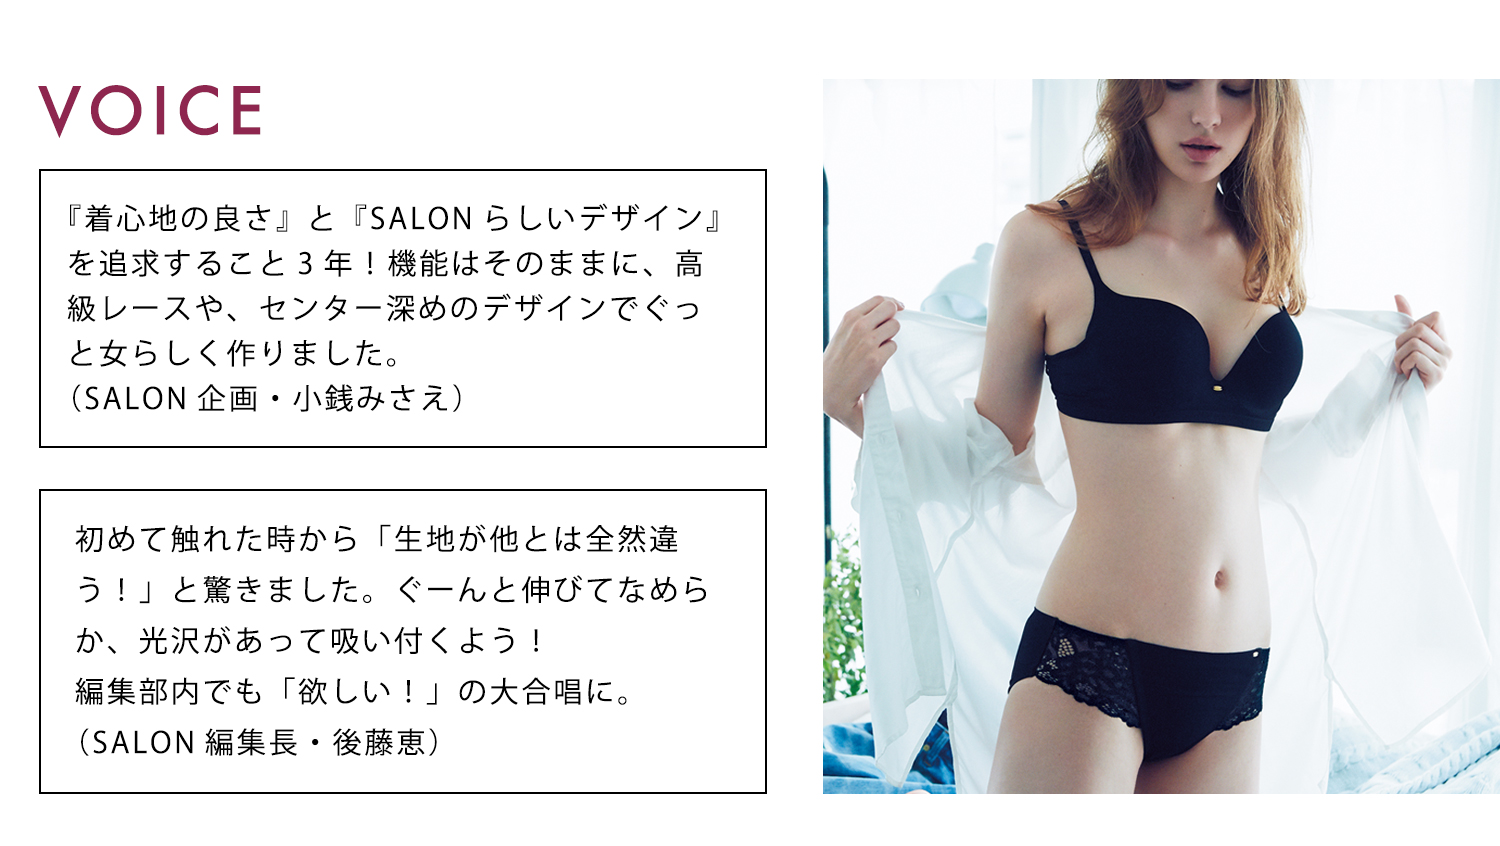 VOICE
『着心地の良さ』と『SALON らしいデザイン』
を追求すること 3 年！機能はそのままに、高
級レースや、センター深めのデザインでぐっ
と女らしく作りました。
（SALON 企画・小銭みさえ）
初めて触れた時から「生地が他とは全然違
う！」と驚きました。ぐーんと伸びてなめら
か、光沢があって吸い付くよう！
編集部内でも「欲しい！」の大合唱に。
（SALON 編集長・後藤恵）